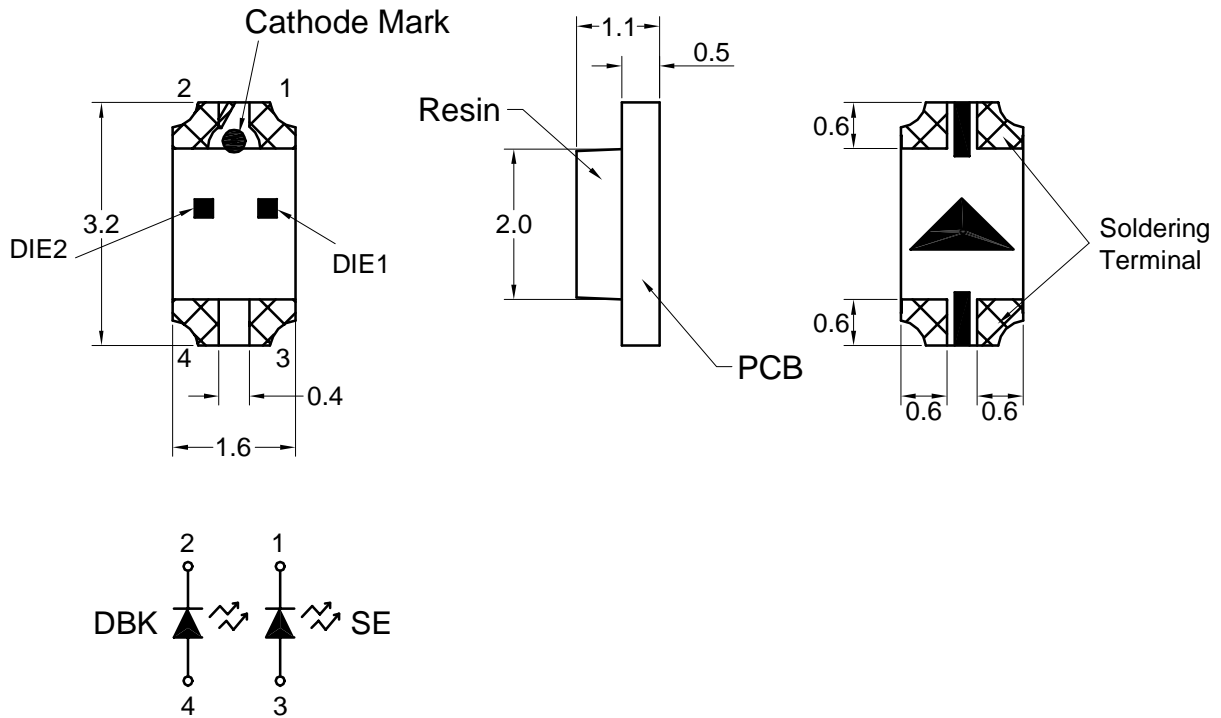 Cathode Mark
2 1
3.2
DIE2
DIE1
4 3
0.4
1.6
1.1
0.5
Resin
2.0
PCB
0.6
0.6
0.6 0.6
Soldering
Terminal
2 1
DBK SE
4 3